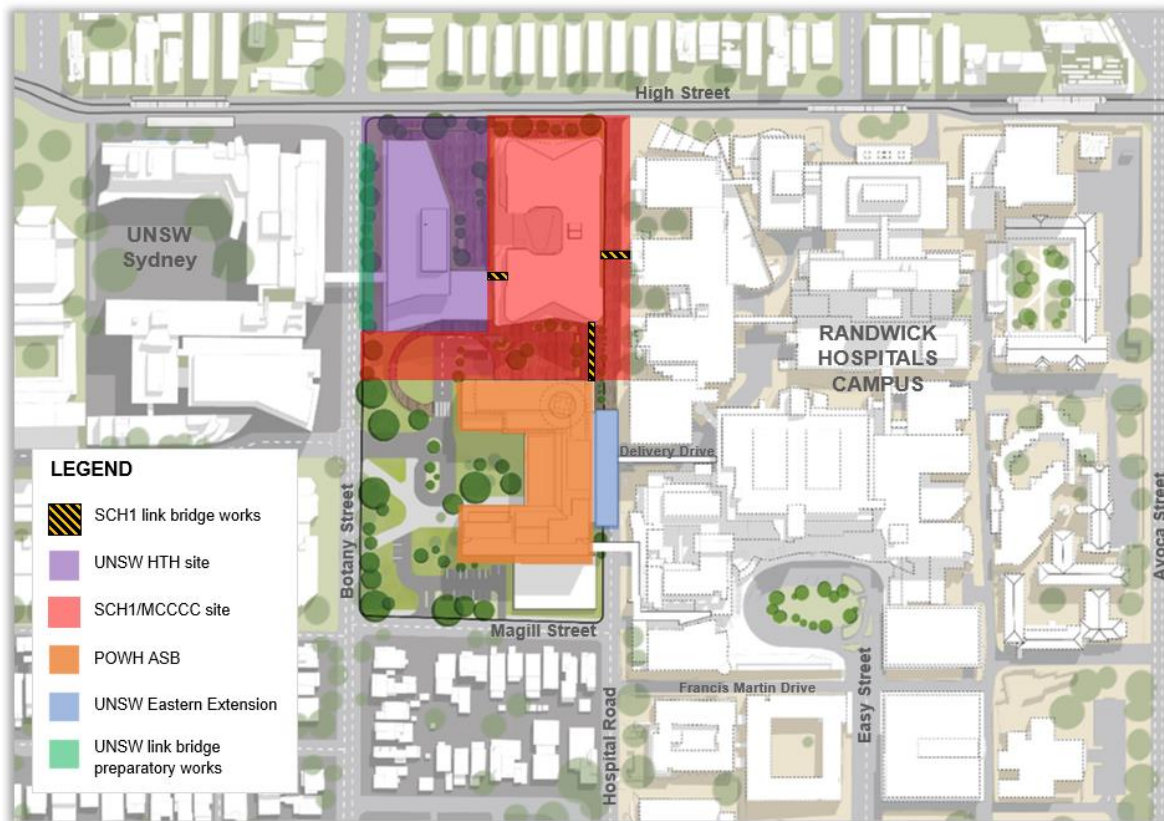 High Street
UNSW
Sydney
RANDWICK
HOSPITALS
CAMPUS
Delivery Drive
Botany Street
Avoca Street
Magill Street
Hospital Road
Francis Martin Drive
Easy Street
LEGEND
SCH1 link bridge works
UNSW HTH site
SCH1/MCCCC site
POWH ASB
UNSW Eastern Extension
UNSW link bridge
preparatory works